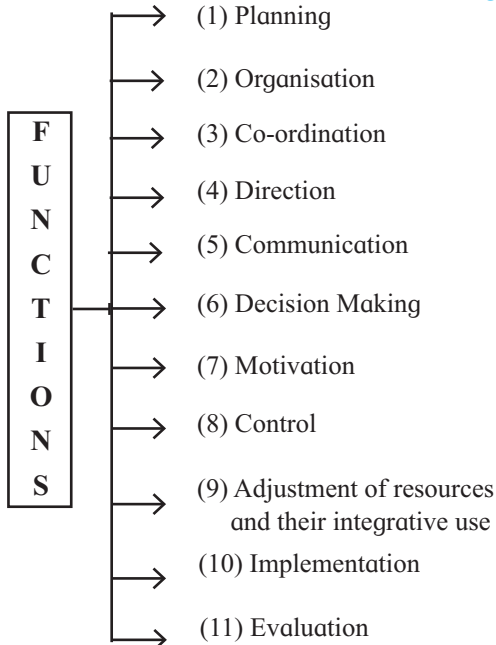 FUNCTIONS
(1) Planning
(2) Organisation
(3) Co-ordination
(4) Direction
(5) Communication
(6) Decision Making
(7) Motivation
(8) Control
(9) Adjustment of resources
and their integrative use
(10) Implementation
(11) Evaluation